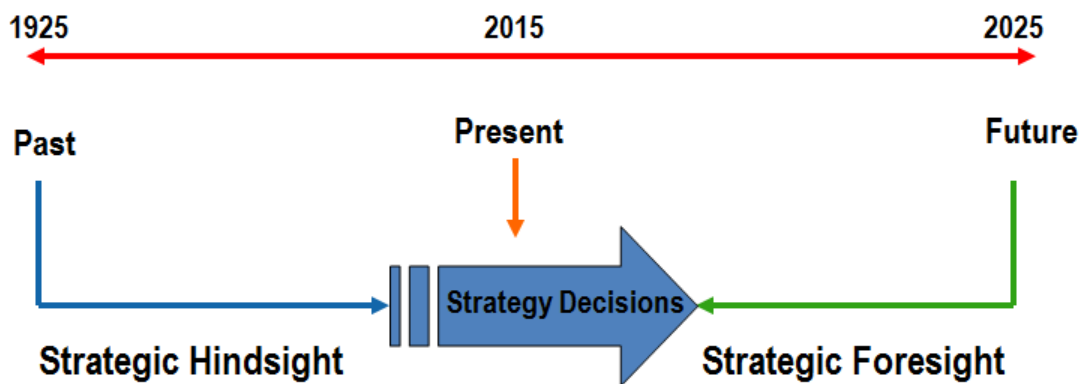 1925
2015
2025
Past
Present
Future
Strategy Decisions
Strategic Hindsight
Strategic Foresight